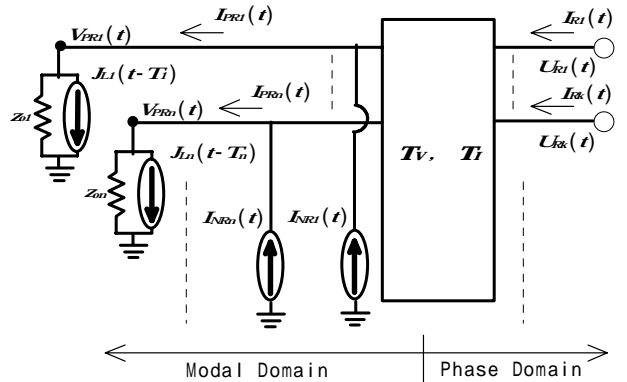 V_PR1(t)
I_PR1(t)
I_R1(t)
J_L1(t-T_1)
U_R1(t)
Z_01
V_PRn(t)
I_PRn(t)
I_Rk(t)
J_Ln(t-T_n)
U_Rk(t)
T_V, T_I
Z_0n
I_NRn(t)
I_NR1(t)
Modal Domain
Phase Domain